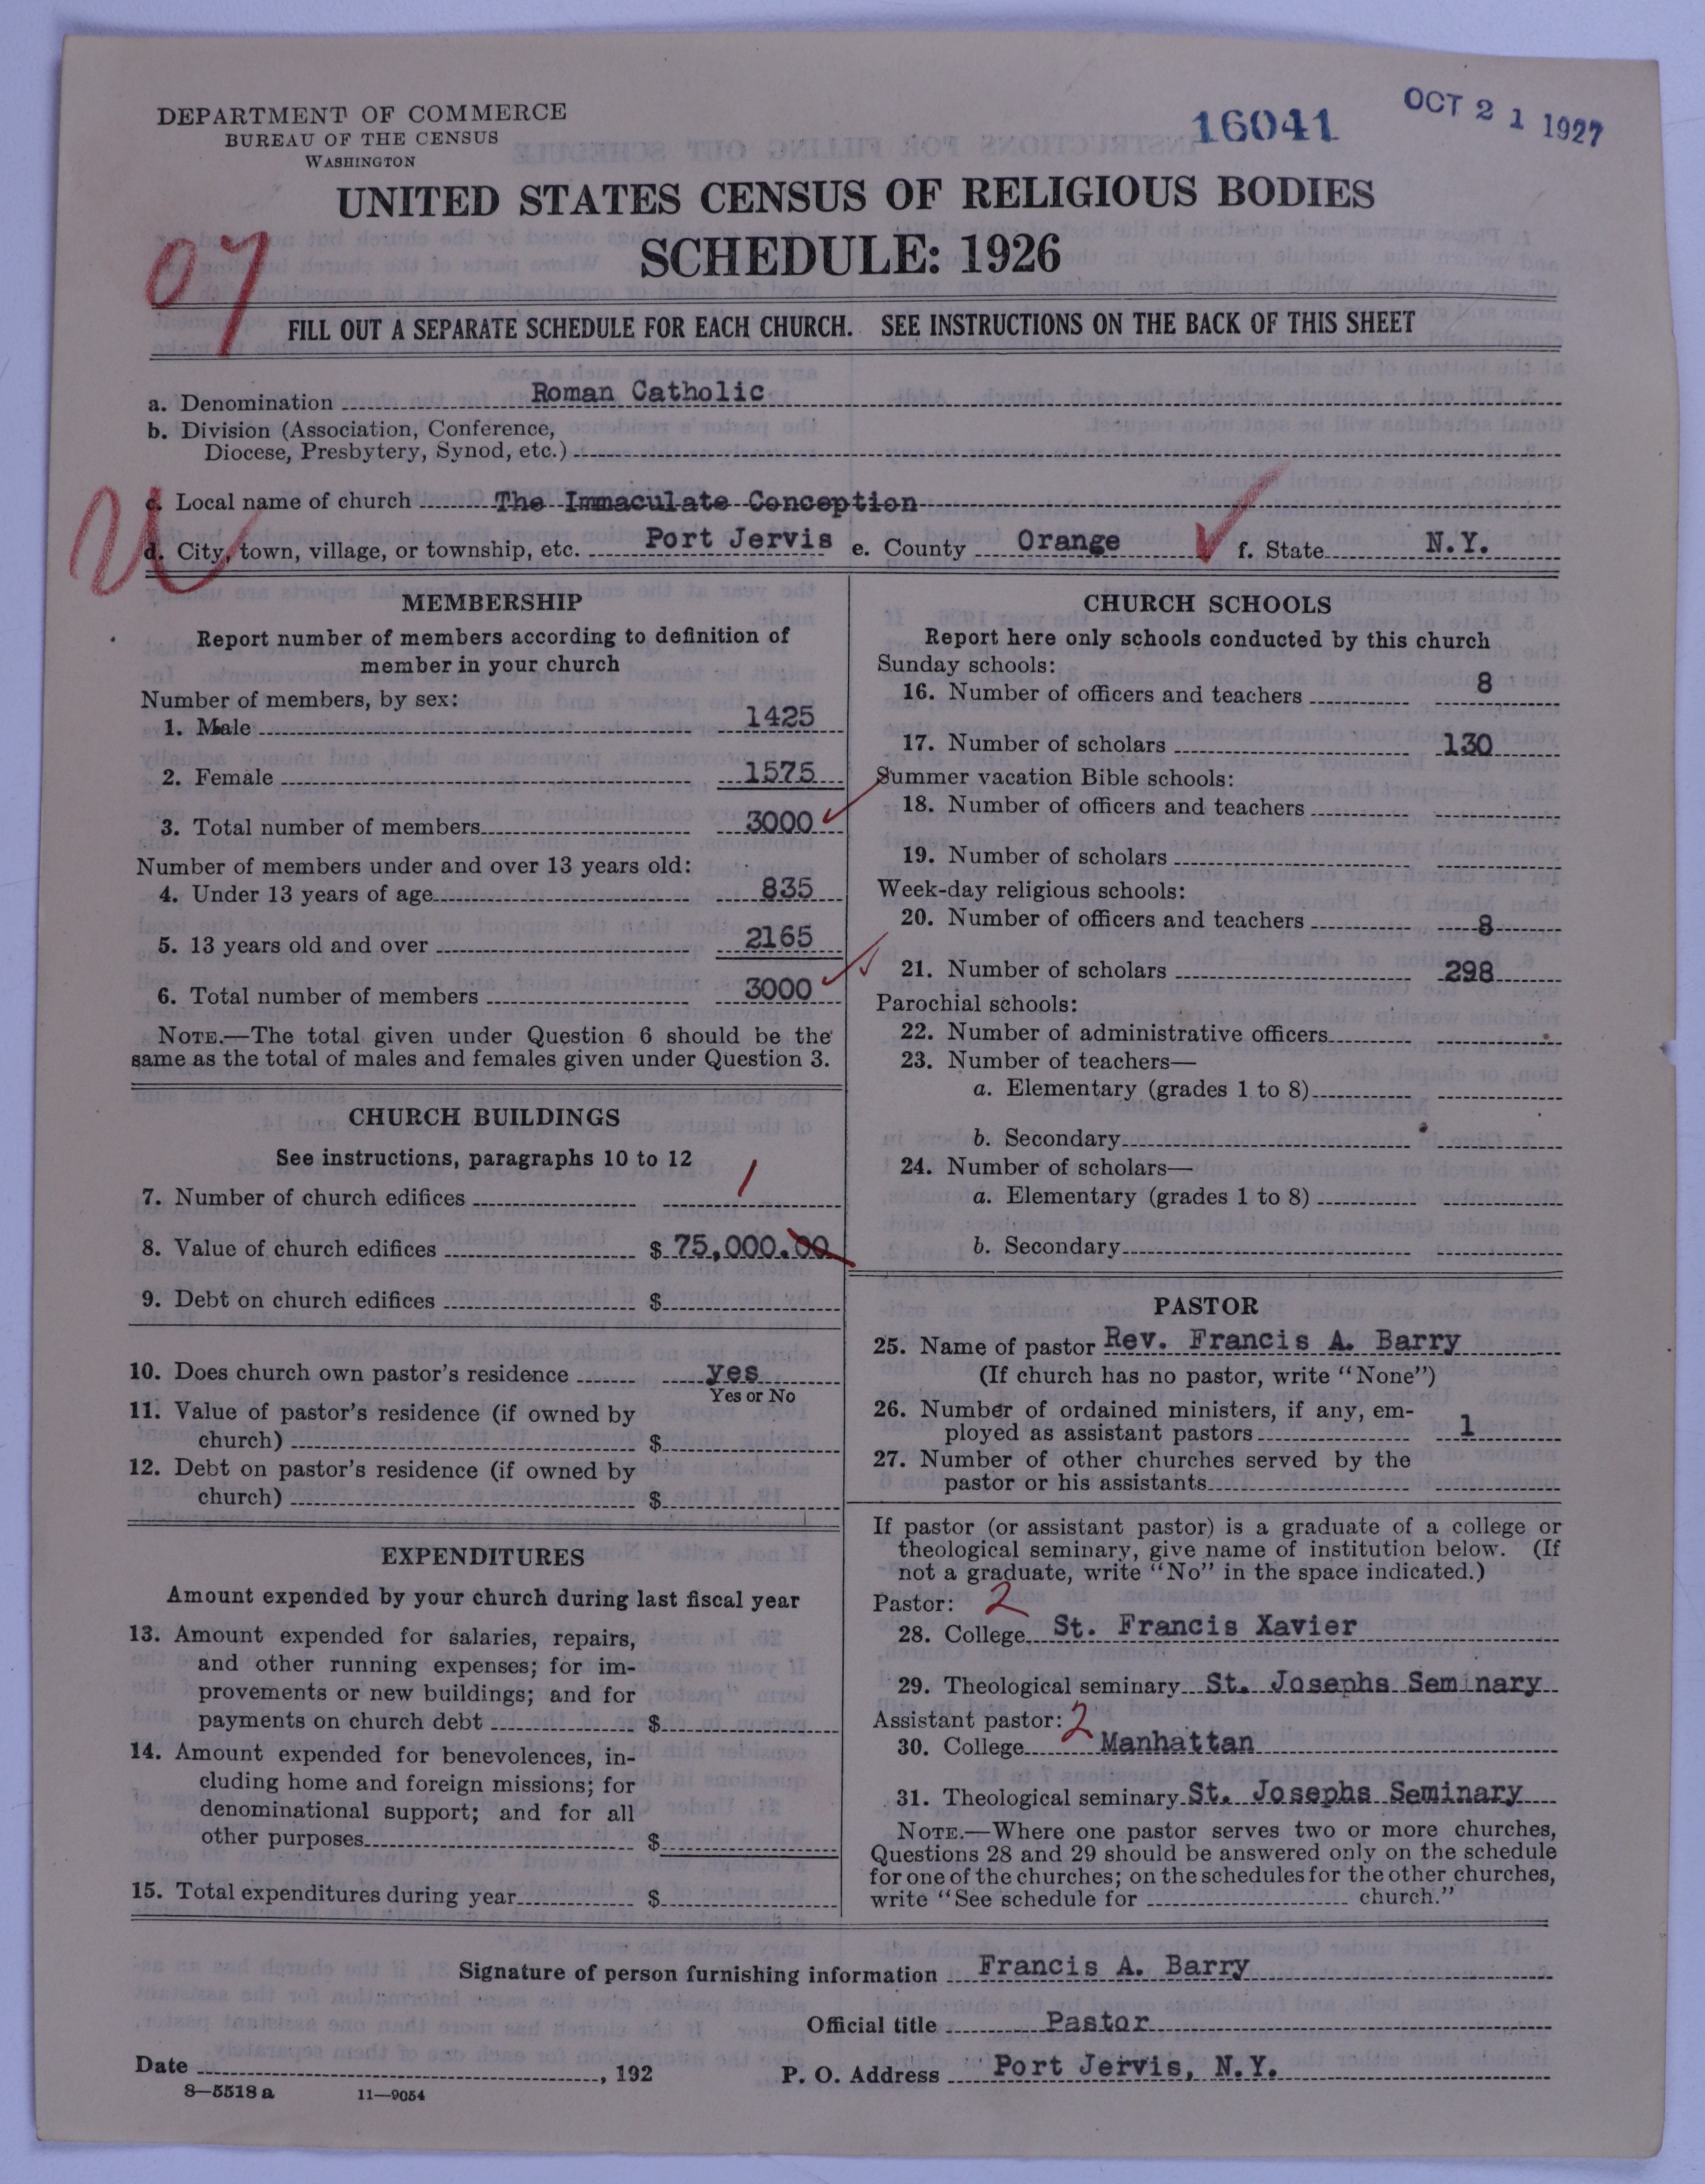 DEPARTMENT OF COMMERCE
BUREAU OF THE CENSUS
WASHINGTON
16041
OCT 21 1927
UNITED STATES CENSUS OF RELIGIOUS BODIES
SCHEDULE: 1926
07
FILL OUT A SEPARATE SCHEDULE FOR EACH CHURCH. SEE INSTRUCTIONS ON THE BACK OF THIS SHEET
a. Denomination Roman Catholic
b. Division (Association, Conference,
Diocese, Presbytery, Synod, etc.)
c. Local name of church The Immaculate Conception
d. City, town, village, or township, etc. Port Jervis e. County Orange f. State N.Y.
MEMBERSHIP
Report number of members according to definition of
member in your church
Number of members, by sex:
1. Male 1425
2. Female 1575
3. Total number of members 3000
Number of members under and over 13 years old:
4. Under 13 years of age 835
5. 13 years old and over 2165
6. Total number of members 3000
NOTE.—The total given under Question 6 should be the
same as the total of males and females given under Question 3.
CHURCH BUILDINGS
See instructions, paragraphs 10 to 12
7. Number of church edifices 1
8. Value of church edifices $ 75,000.00
9. Debt on church edifices $
10. Does church own pastor's residence yes
Yes or No
11. Value of pastor's residence (if owned by
church) $
12. Debt on pastor's residence (if owned by
church) $
EXPENDITURES
Amount expended by your church during last fiscal year
13. Amount expended for salaries, repairs,
and other running expenses; for im-
provements or new buildings; and for
payments on church debt $
14. Amount expended for benevolences, in-
cluding home and foreign missions; for
denominational support; and for all
other purposes $
15. Total expenditures during year $
CHURCH SCHOOLS
Report here only schools conducted by this church
Sunday schools:
16. Number of officers and teachers 8
17. Number of scholars 130
Summer vacation Bible schools:
18. Number of officers and teachers
19. Number of scholars
Week-day religious schools:
20. Number of officers and teachers 8
21. Number of scholars 298
Parochial schools:
22. Number of administrative officers
23. Number of teachers—
a. Elementary (grades 1 to 8)
b. Secondary
24. Number of scholars—
a. Elementary (grades 1 to 8)
b. Secondary
PASTOR
25. Name of pastor Rev. Francis A. Barry
(If church has no pastor, write "None")
26. Number of ordained ministers, if any, em-
ployed as assistant pastors 1
27. Number of other churches served by the
pastor or his assistants
If pastor (or assistant pastor) is a graduate of a college or
theological seminary, give name of institution below. (If
not a graduate, write "No" in the space indicated.)
Pastor: 2
28. College St. Francis Xavier
29. Theological seminary St. Josephs Seminary
Assistant pastor: 2
30. College Manhattan
31. Theological seminary St. Josephs Seminary
NOTE.—Where one pastor serves two or more churches,
Questions 28 and 29 should be answered only on the schedule
for one of the churches; on the schedules for the other churches,
write "See schedule for church."
Signature of person furnishing information Francis A. Barry
Official title Pastor
Date , 192 P. O. Address Port Jervis, N.Y.
8—5518 a 11—9054